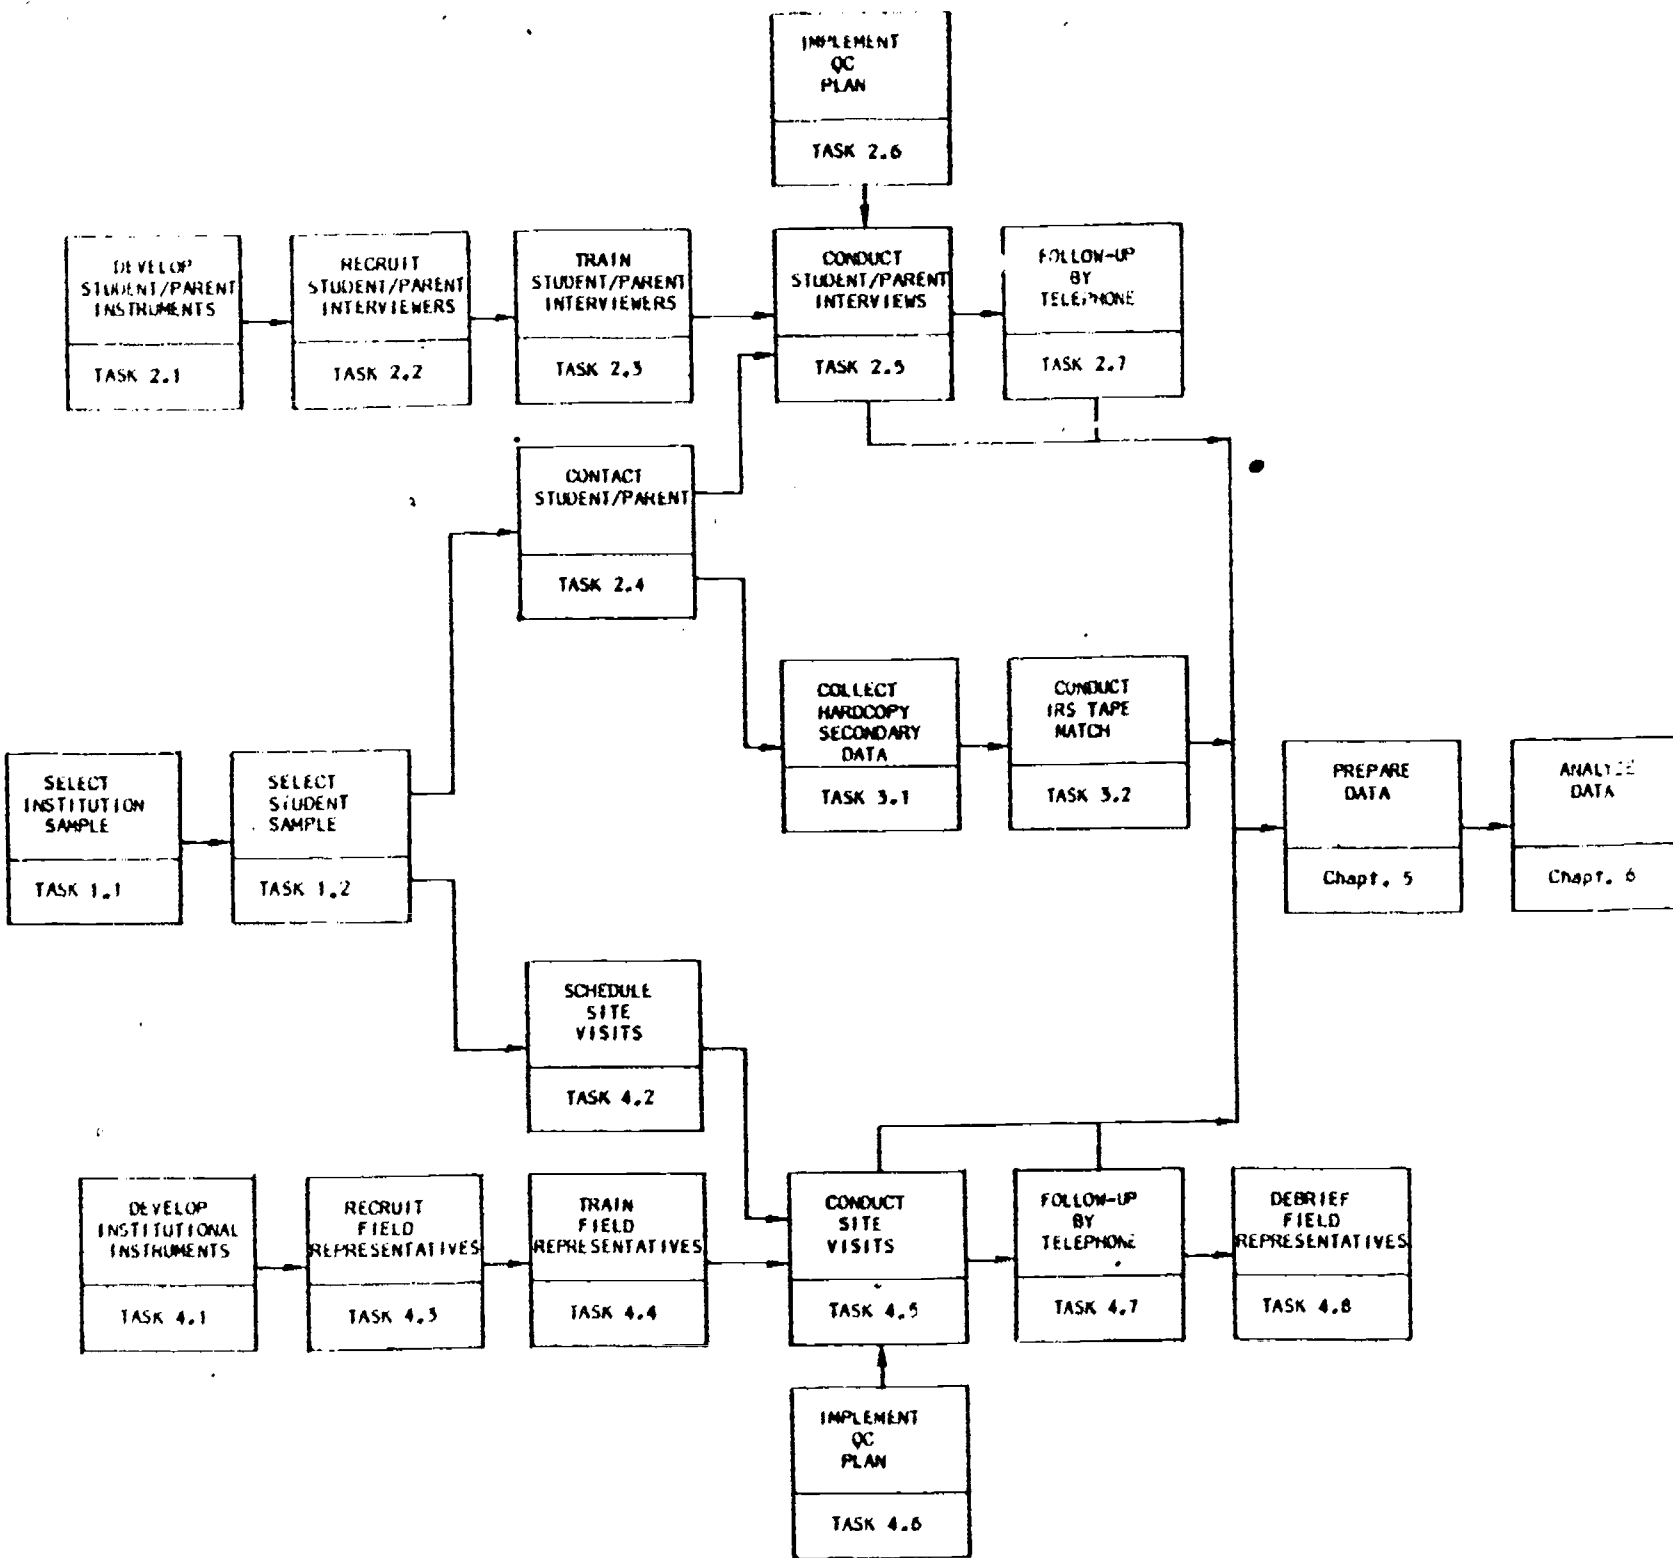 IMPLEMENT
QC
PLAN
TASK 2.6
DEVELOP
STUDENT/PARENT
INSTRUMENTS
TASK 2.1
RECRUIT
STUDENT/PARENT
INTERVIEWERS
TASK 2.2
TRAIN
STUDENT/PARENT
INTERVIEWERS
TASK 2.3
CONDUCT
STUDENT/PARENT
INTERVIEWS
TASK 2.5
FOLLOW-UP
BY
TELEPHONE
TASK 2.7
CONTACT
STUDENT/PARENT
TASK 2.4
COLLECT
HARDCOPY
SECONDARY
DATA
TASK 3.1
CONDUCT
IRS TAPE
MATCH
TASK 3.2
SELECT
INSTITUTION
SAMPLE
TASK 1.1
SELECT
STUDENT
SAMPLE
TASK 1.2
PREPARE
DATA
Chapt. 5
ANALYZE
DATA
Chapt. 6
SCHEDULE
SITE
VISITS
TASK 4.2
DEVELOP
INSTITUTIONAL
INSTRUMENTS
TASK 4.1
RECRUIT
FIELD
REPRESENTATIVES
TASK 4.3
TRAIN
FIELD
REPRESENTATIVES
TASK 4.4
CONDUCT
SITE
VISITS
TASK 4.5
FOLLOW-UP
BY
TELEPHONE
TASK 4.7
DEBRIEF
FIELD
REPRESENTATIVES
TASK 4.8
IMPLEMENT
QC
PLAN
TASK 4.6